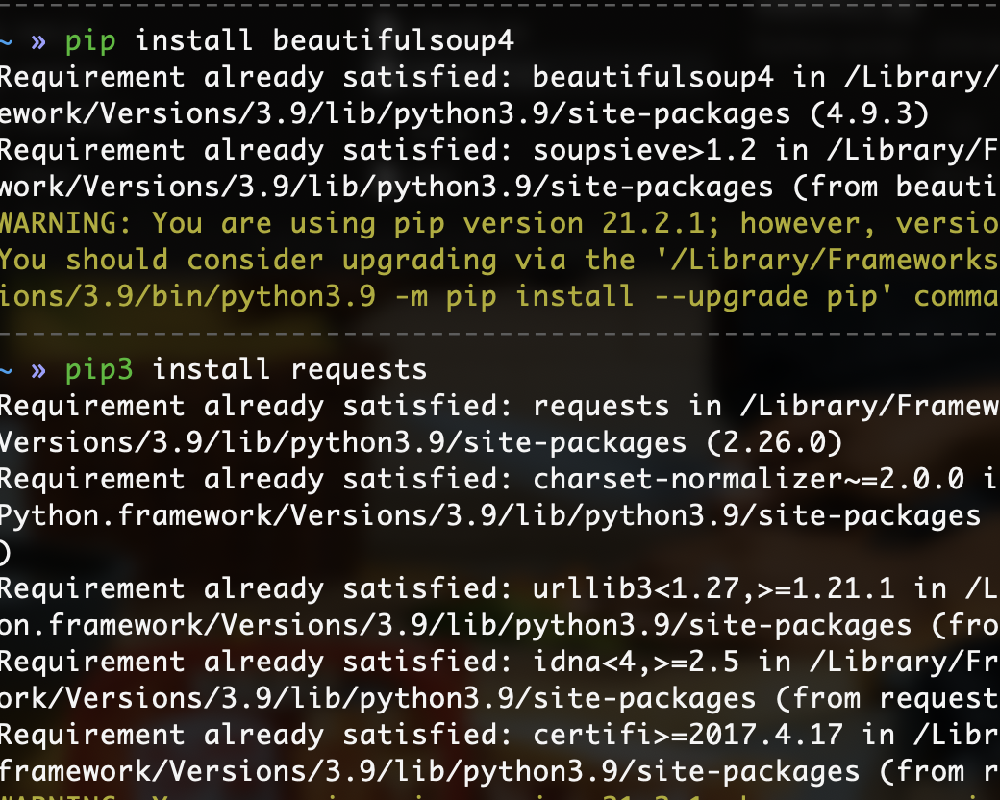 ~ » pip install beautifulsoup4
Requirement already satisfied: beautifulsoup4 in /Library/
ework/Versions/3.9/lib/python3.9/site-packages (4.9.3)
Requirement already satisfied: soupsieve>1.2 in /Library/F
work/Versions/3.9/lib/python3.9/site-packages (from beauti
WARNING: You are using pip version 21.2.1; however, versio
You should consider upgrading via the '/Library/Frameworks
ions/3.9/bin/python3.9 -m pip install --upgrade pip' comma
~ » pip3 install requests
Requirement already satisfied: requests in /Library/Framew
Versions/3.9/lib/python3.9/site-packages (2.26.0)
Requirement already satisfied: charset-normalizer~=2.0.0 i
Python.framework/Versions/3.9/lib/python3.9/site-packages
)
Requirement already satisfied: urllib3<1.27,>=1.21.1 in /L
on.framework/Versions/3.9/lib/python3.9/site-packages (fro
Requirement already satisfied: idna<4,>=2.5 in /Library/Fr
ork/Versions/3.9/lib/python3.9/site-packages (from request
Requirement already satisfied: certifi>=2017.4.17 in /Libr
framework/Versions/3.9/lib/python3.9/site-packages (from r